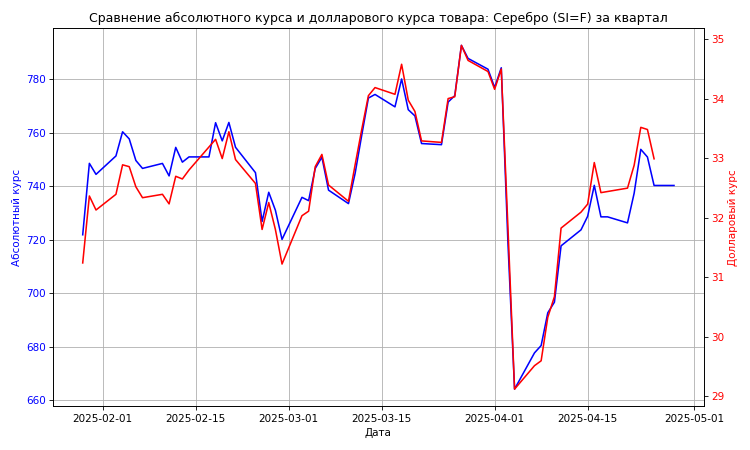 Сравнение абсолютного курса и долларового курса товара: Серебро (SI=F) за квартал
Абсолютный курс
780
760
740
720
700
680
660
35
34
33
32
31
30
29
Долларовый курс
2025-02-01 2025-02-15 2025-03-01 2025-03-15 2025-04-01 2025-04-15 2025-05-01
Дата